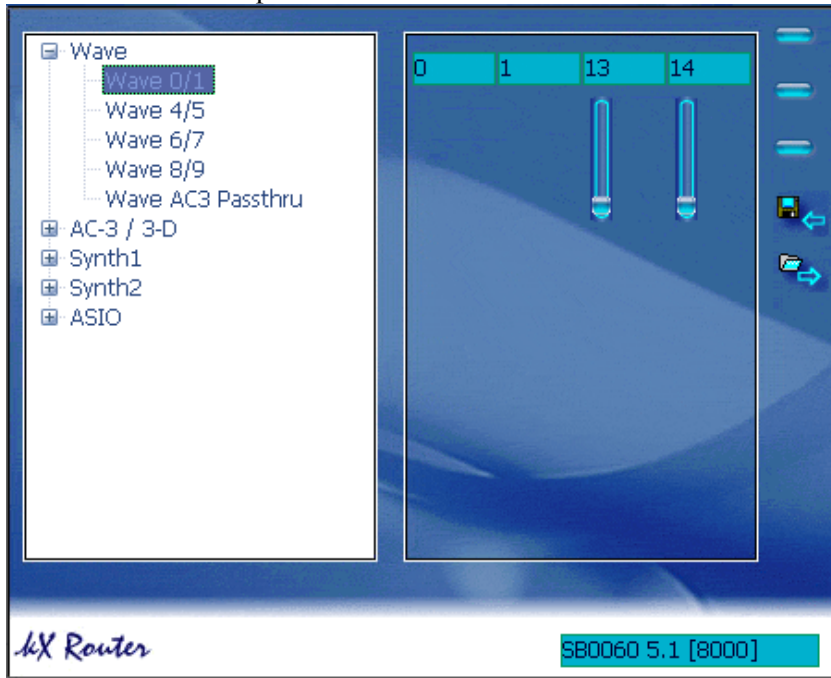 Wave
Wave 0/1
Wave 4/5
Wave 6/7
Wave 8/9
Wave AC3 Passthru
AC-3 / 3-D
Synth1
Synth2
ASIO
0 1 13 14
kX Router
SB0060 5.1 [8000]